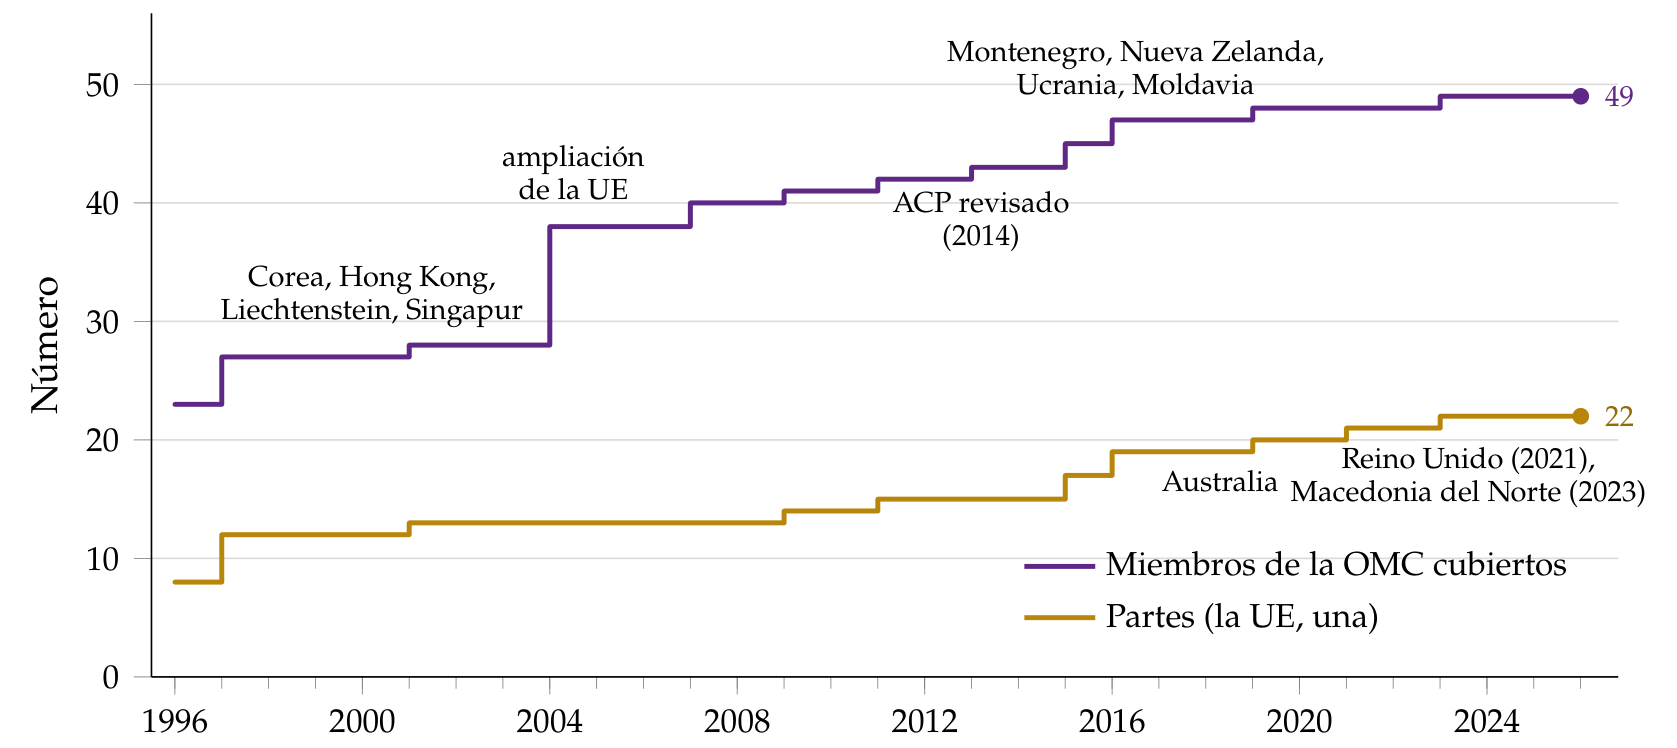 Montenegro, Nueva Zelanda,
Ucrania, Moldavia
50
49
ampliación
de la UE
40
ACP revisado
(2014)
Corea, Hong Kong,
Liechtenstein, Singapur
30
Número
22
20
Reino Unido (2021),
Australia
Macedonia del Norte (2023)
10
Miembros de la OMC cubiertos
Partes (la UE, una)
0
1996 2000 2004 2008 2012 2016 2020 2024